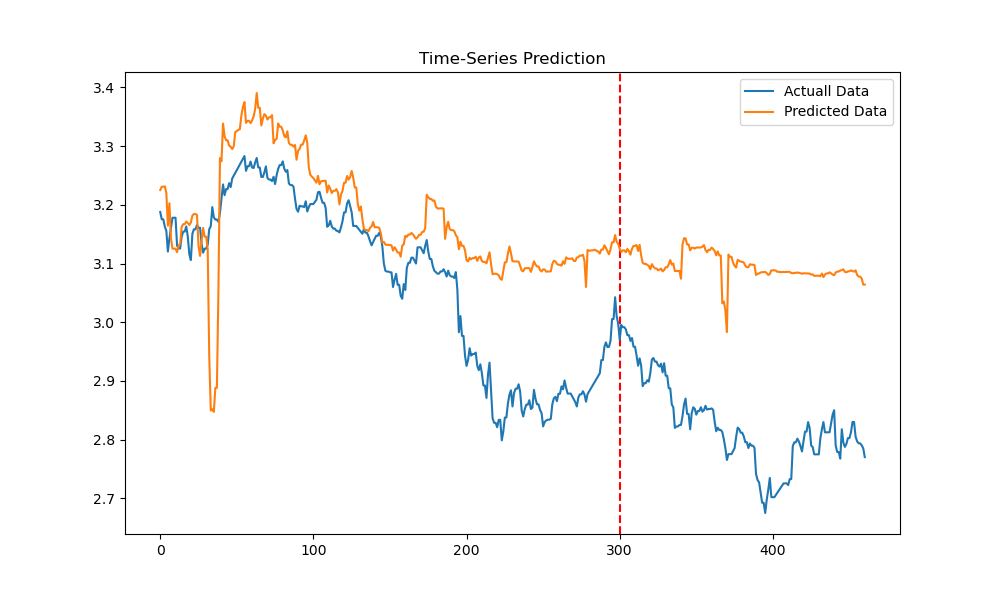 Time-Series Prediction
Actuall Data
Predicted Data
3.4
3.3
3.2
3.1
3.0
2.9
2.8
2.7
0 100 200 300 400